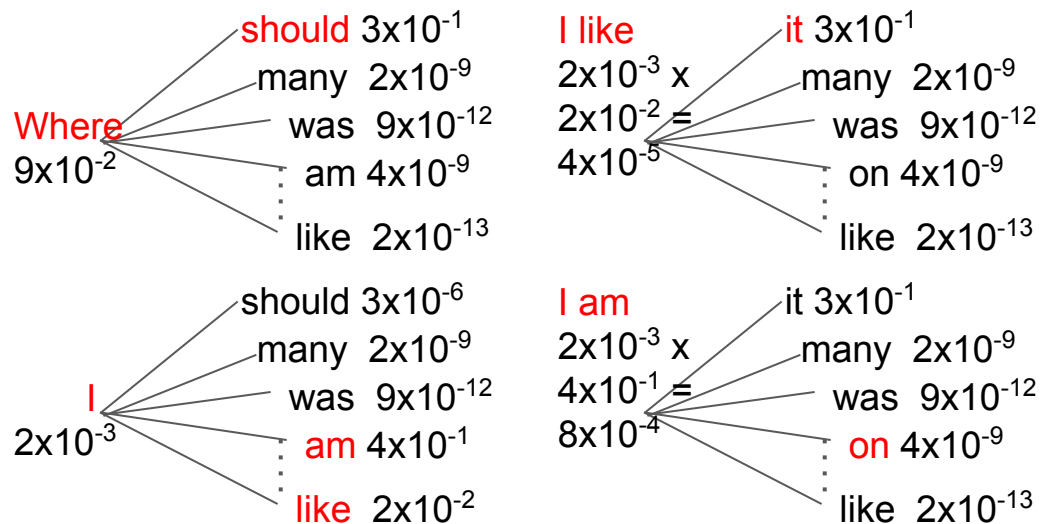 should 3x10⁻¹
many 2x10⁻⁹
Where
was 9x10⁻¹²
9x10⁻²
am 4x10⁻⁹
like 2x10⁻¹³
I like
it 3x10⁻¹
2x10⁻³ x
many 2x10⁻⁹
2x10⁻² =
was 9x10⁻¹²
4x10⁻⁵
on 4x10⁻⁹
like 2x10⁻¹³
should 3x10⁻⁶
many 2x10⁻⁹
I
was 9x10⁻¹²
2x10⁻³
am 4x10⁻¹
like 2x10⁻²
I am
it 3x10⁻¹
2x10⁻³ x
many 2x10⁻⁹
4x10⁻¹ =
was 9x10⁻¹²
8x10⁻⁴
on 4x10⁻⁹
like 2x10⁻¹³